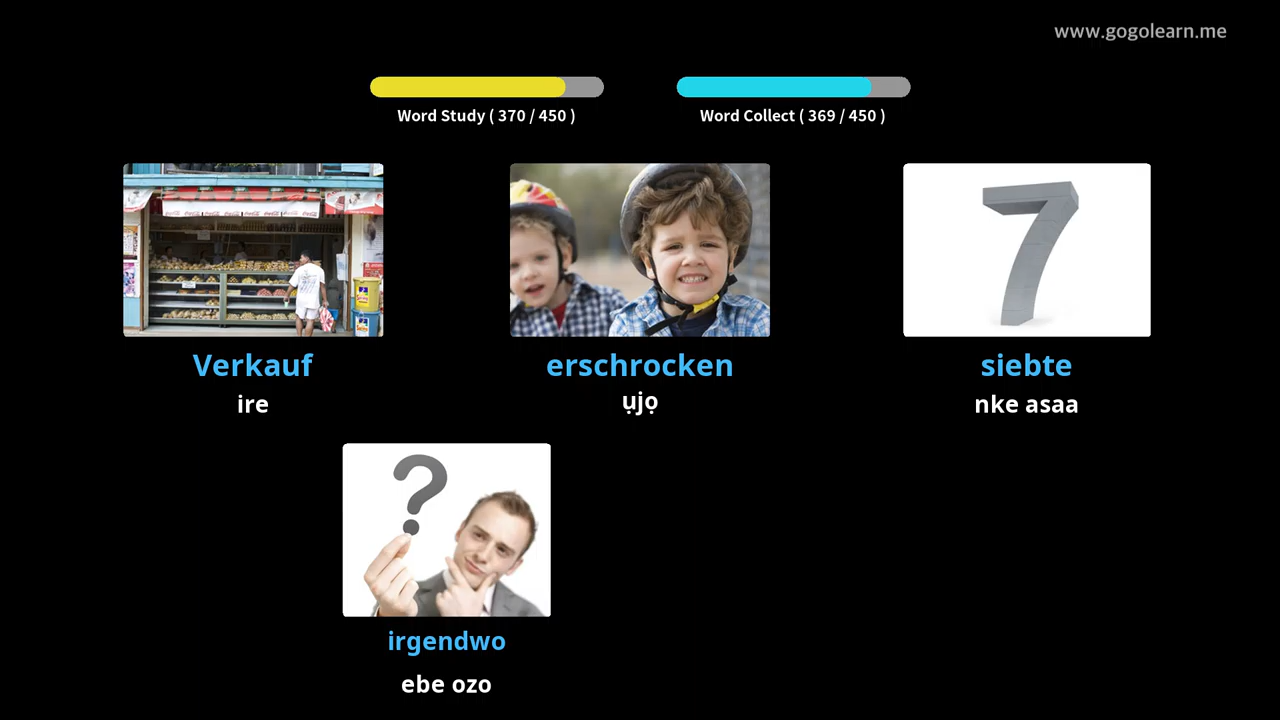 www.gogolearn.me
Word Study ( 370 / 450 )
Word Collect ( 369 / 450 )
7
Verkauf
erschrocken
siebte
ire
ụjọ
nke asaa
?
irgendwo
ebe ozo